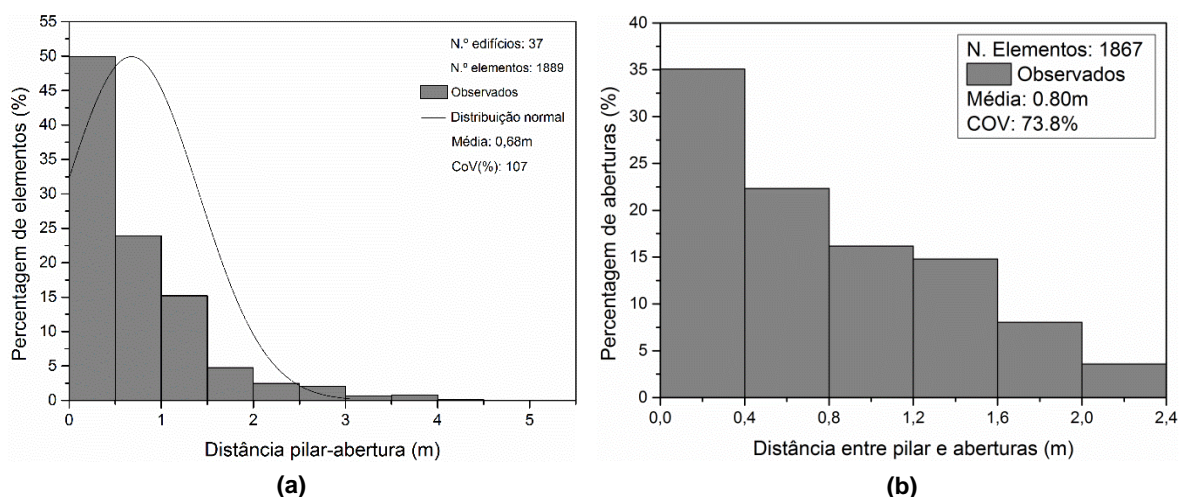 55
50
45
40
35
30
25
20
15
10
5
0
Percentagem de elementos (%)
N.º edifícios: 37
N.º elementos: 1889
Observados
Distribuição normal
Média: 0,68m
CoV(%): 107
0 1 2 3 4 5
Distância pilar-abertura (m)
(a)
40
35
30
25
20
15
10
5
0
Percentagem de aberturas (%)
N. Elementos: 1867
Observados
Média: 0.80m
COV: 73.8%
0,0 0,4 0,8 1,2 1,6 2,0 2,4
Distância entre pilar e aberturas (m)
(b)